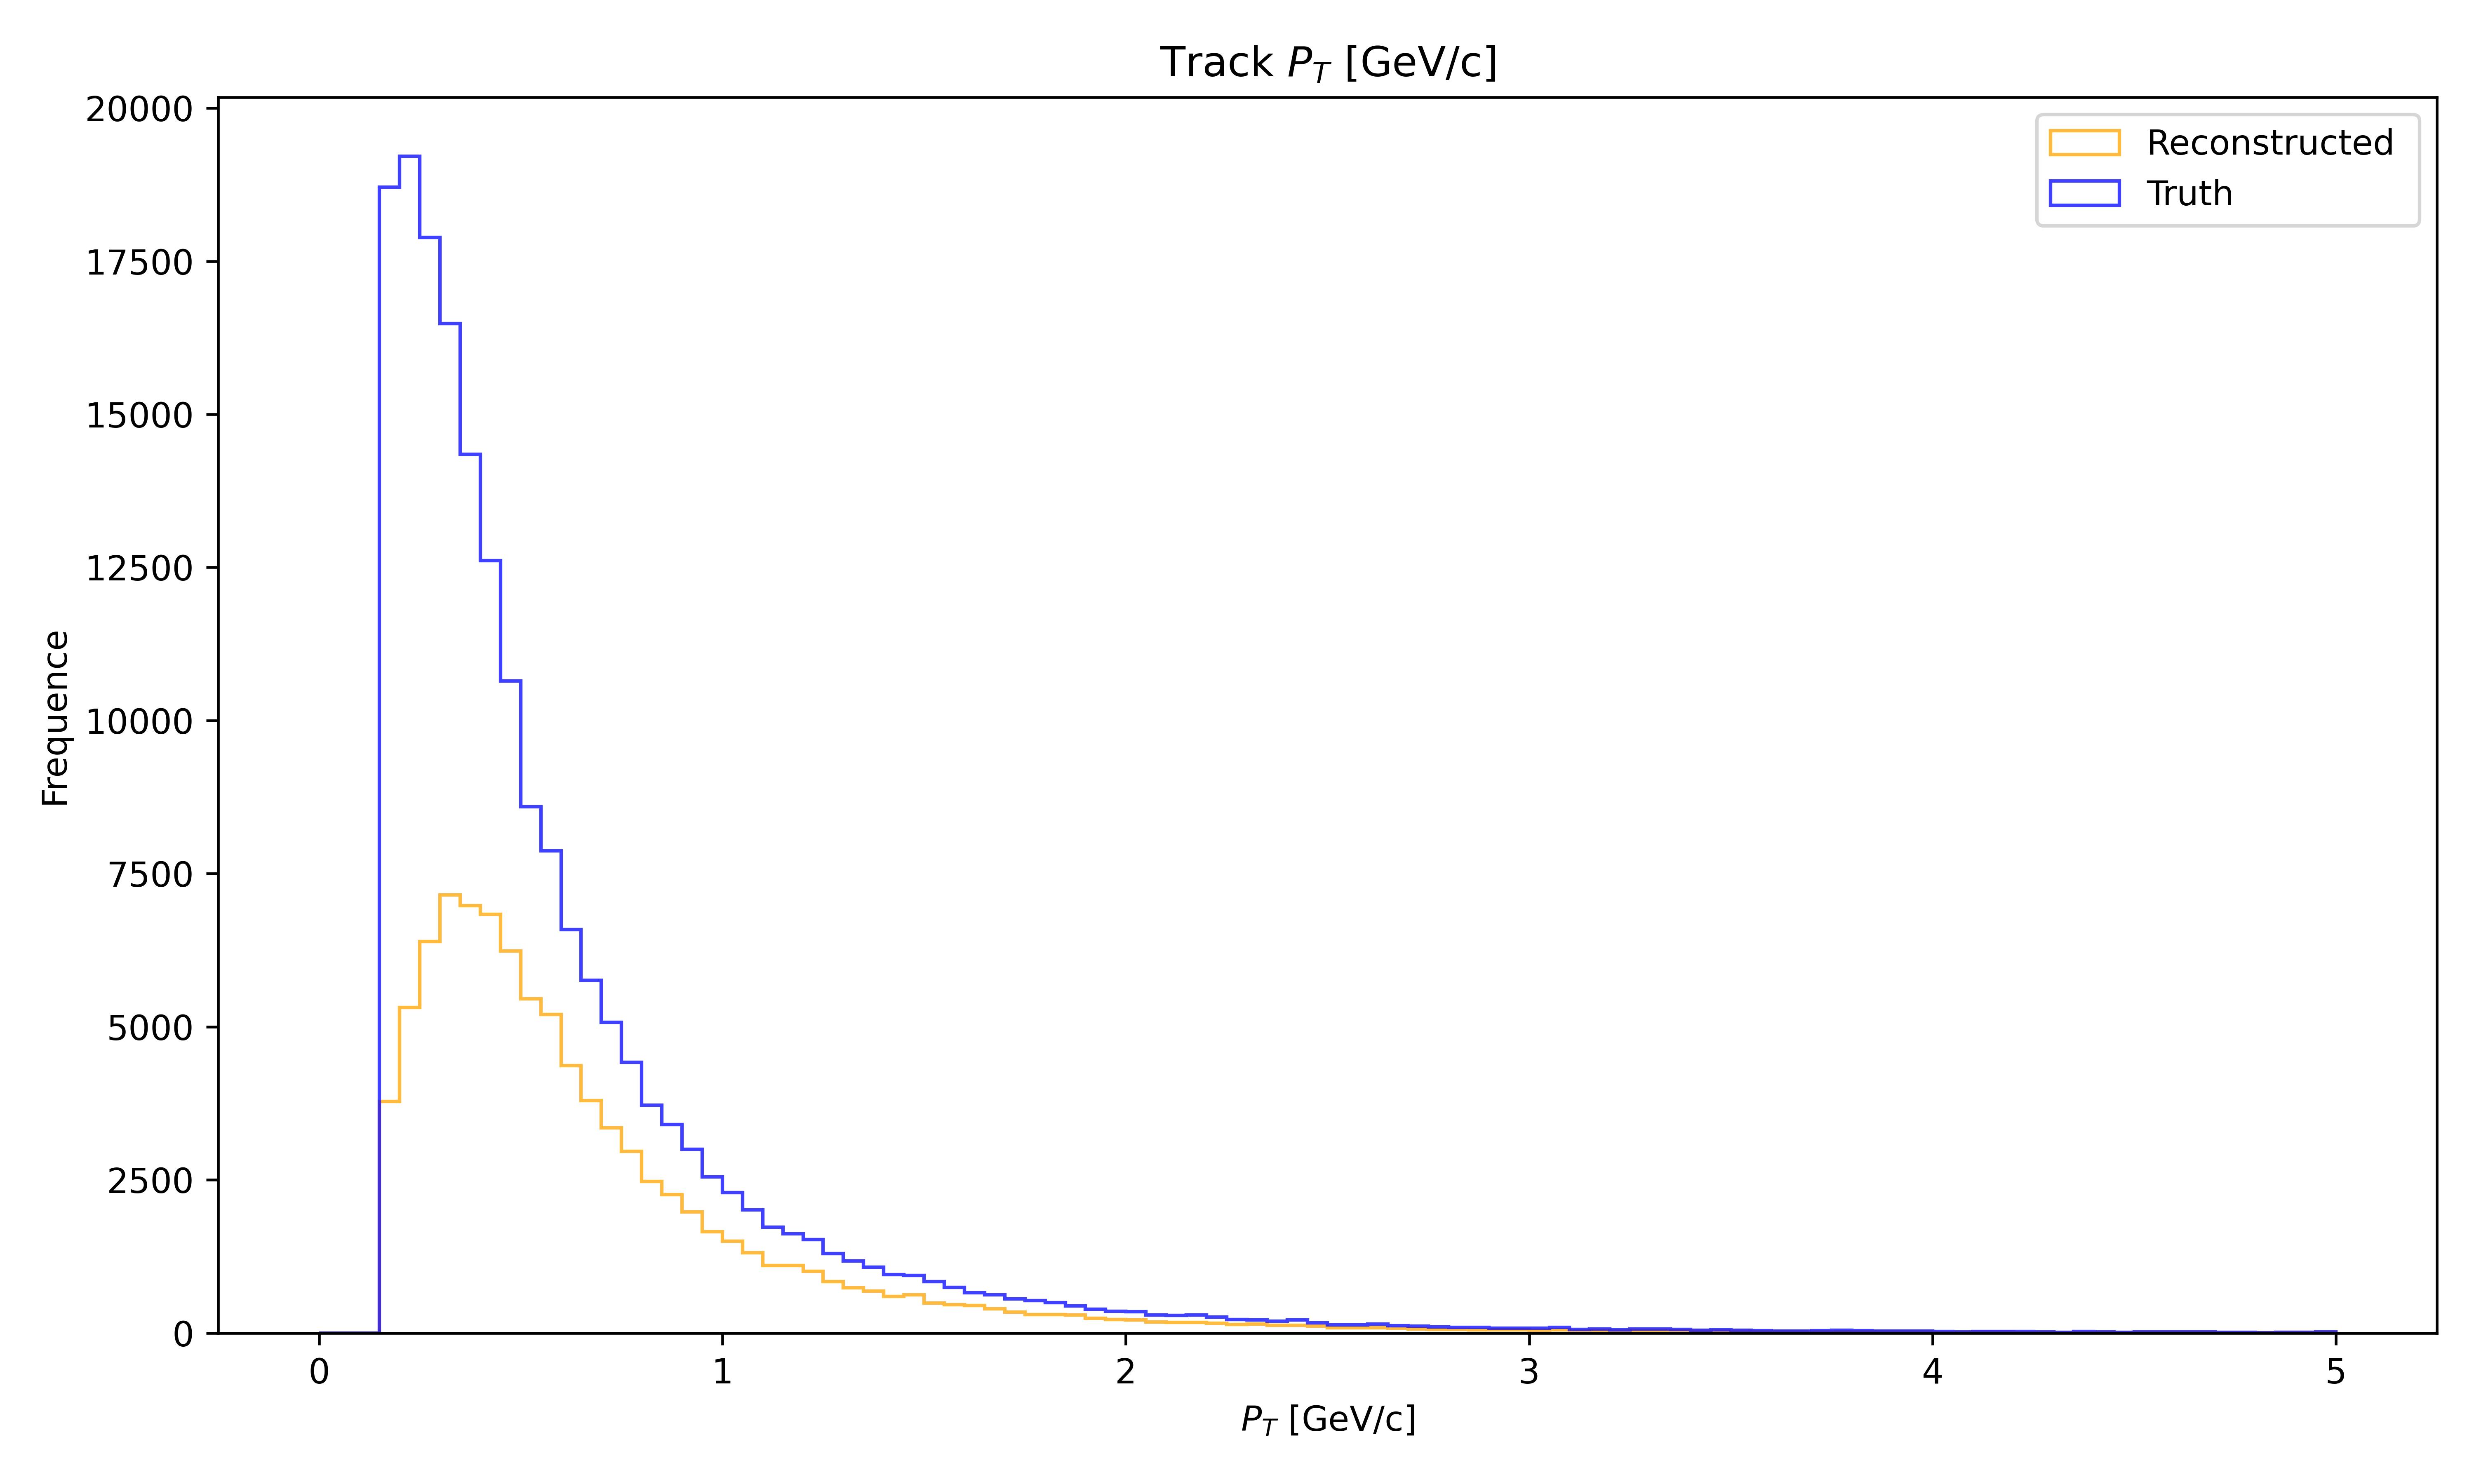 Track P_T [GeV/c]
Reconstructed
Truth
Frequence
20000
17500
15000
12500
10000
7500
5000
2500
0
0 1 2 3 4 5
P_T [GeV/c]